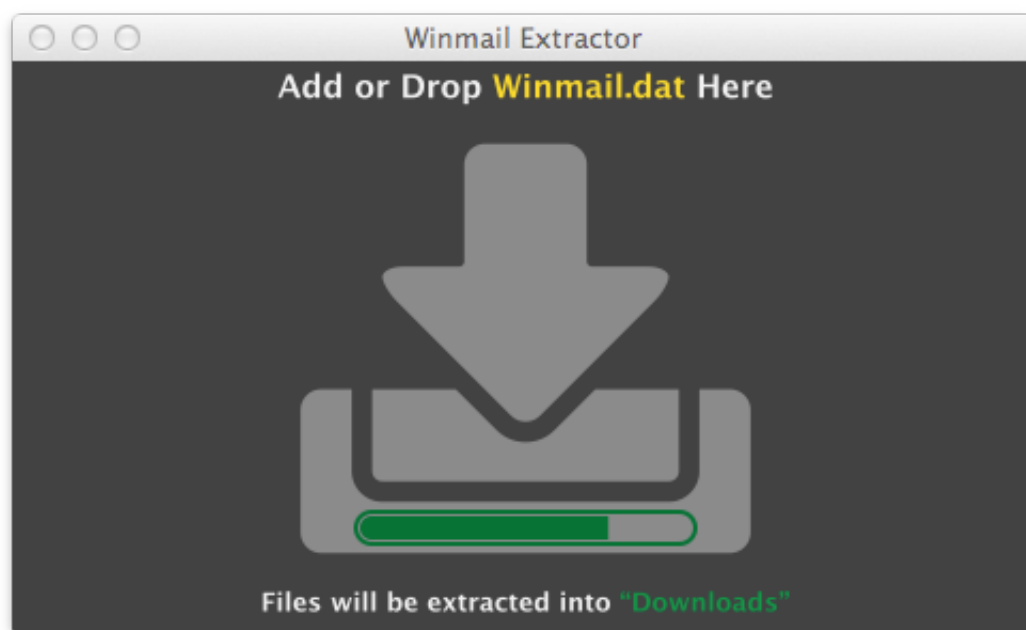 Winmail Extractor
Add or Drop Winmail.dat Here
Files will be extracted into “Downloads”